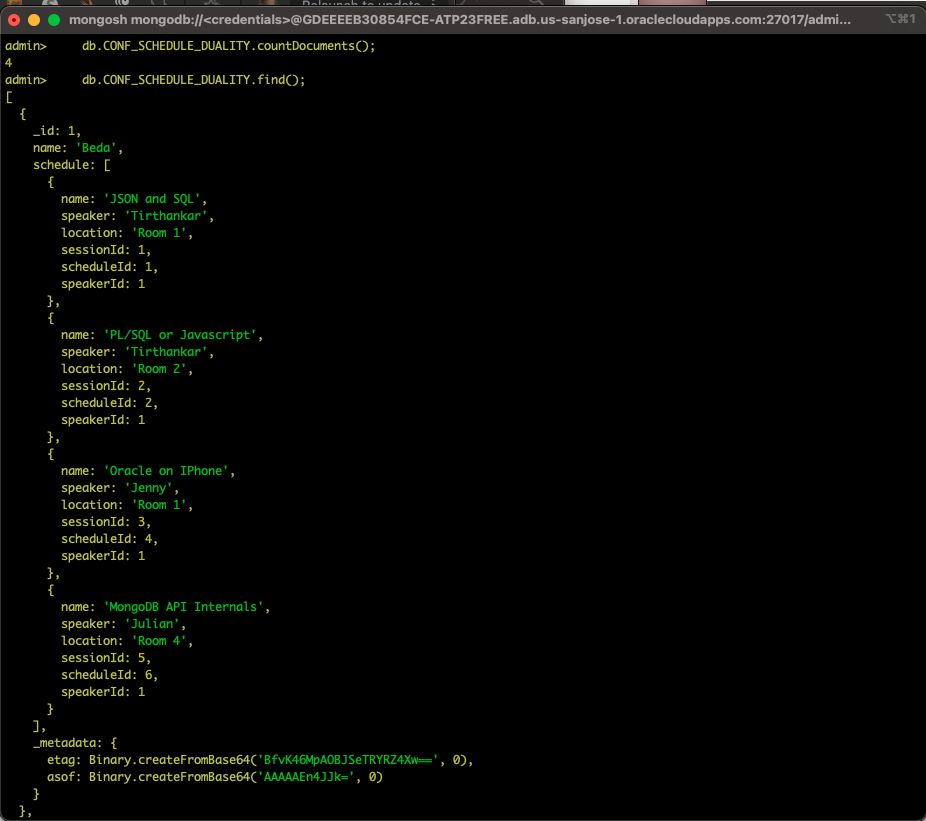 mongosh mongodb://<credentials>@GDEEEEB30854FCE-ATP23FREE.adb.us-sanjose-1.oraclecloudapps.com:27017/admi... ⌥⌘1
admin> db.CONF_SCHEDULE_DUALITY.countDocuments();
4
admin> db.CONF_SCHEDULE_DUALITY.find();
[
{
_id: 1,
name: 'Beda',
schedule: [
{
name: 'JSON and SQL',
speaker: 'Tirthankar',
location: 'Room 1',
sessionId: 1,
scheduleId: 1,
speakerId: 1
},
{
name: 'PL/SQL or Javascript',
speaker: 'Tirthankar',
location: 'Room 2',
sessionId: 2,
scheduleId: 2,
speakerId: 1
},
{
name: 'Oracle on IPhone',
speaker: 'Jenny',
location: 'Room 1',
sessionId: 3,
scheduleId: 4,
speakerId: 1
},
{
name: 'MongoDB API Internals',
speaker: 'Julian',
location: 'Room 4',
sessionId: 5,
scheduleId: 6,
speakerId: 1
}
],
_metadata: {
etag: Binary.createFromBase64('BfvK46MpAOBJSeTRYRZ4Xw==', 0),
asof: Binary.createFromBase64('AAAAAEn4JJk=', 0)
}
},